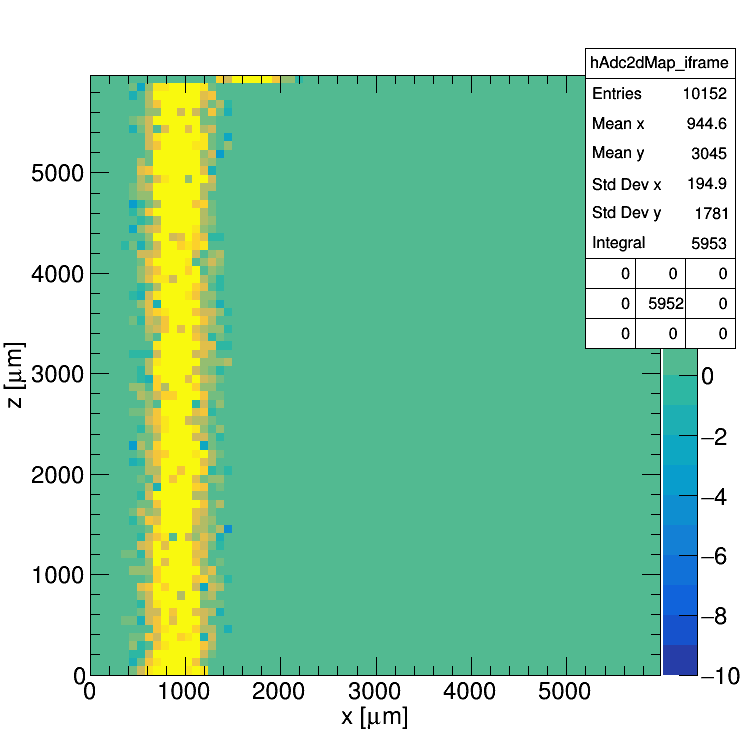 hAdc2dMap_iframe
Entries 10152
Mean x 944.6
Mean y 3045
Std Dev x 194.9
Std Dev y 1781
Integral 5953
0 0 0
0 5952 0
0 0 0
5000
4000
3000
2000
1000
0
z [μm]
0
−2
−4
−6
−8
−10
0 1000 2000 3000 4000 5000
x [μm]